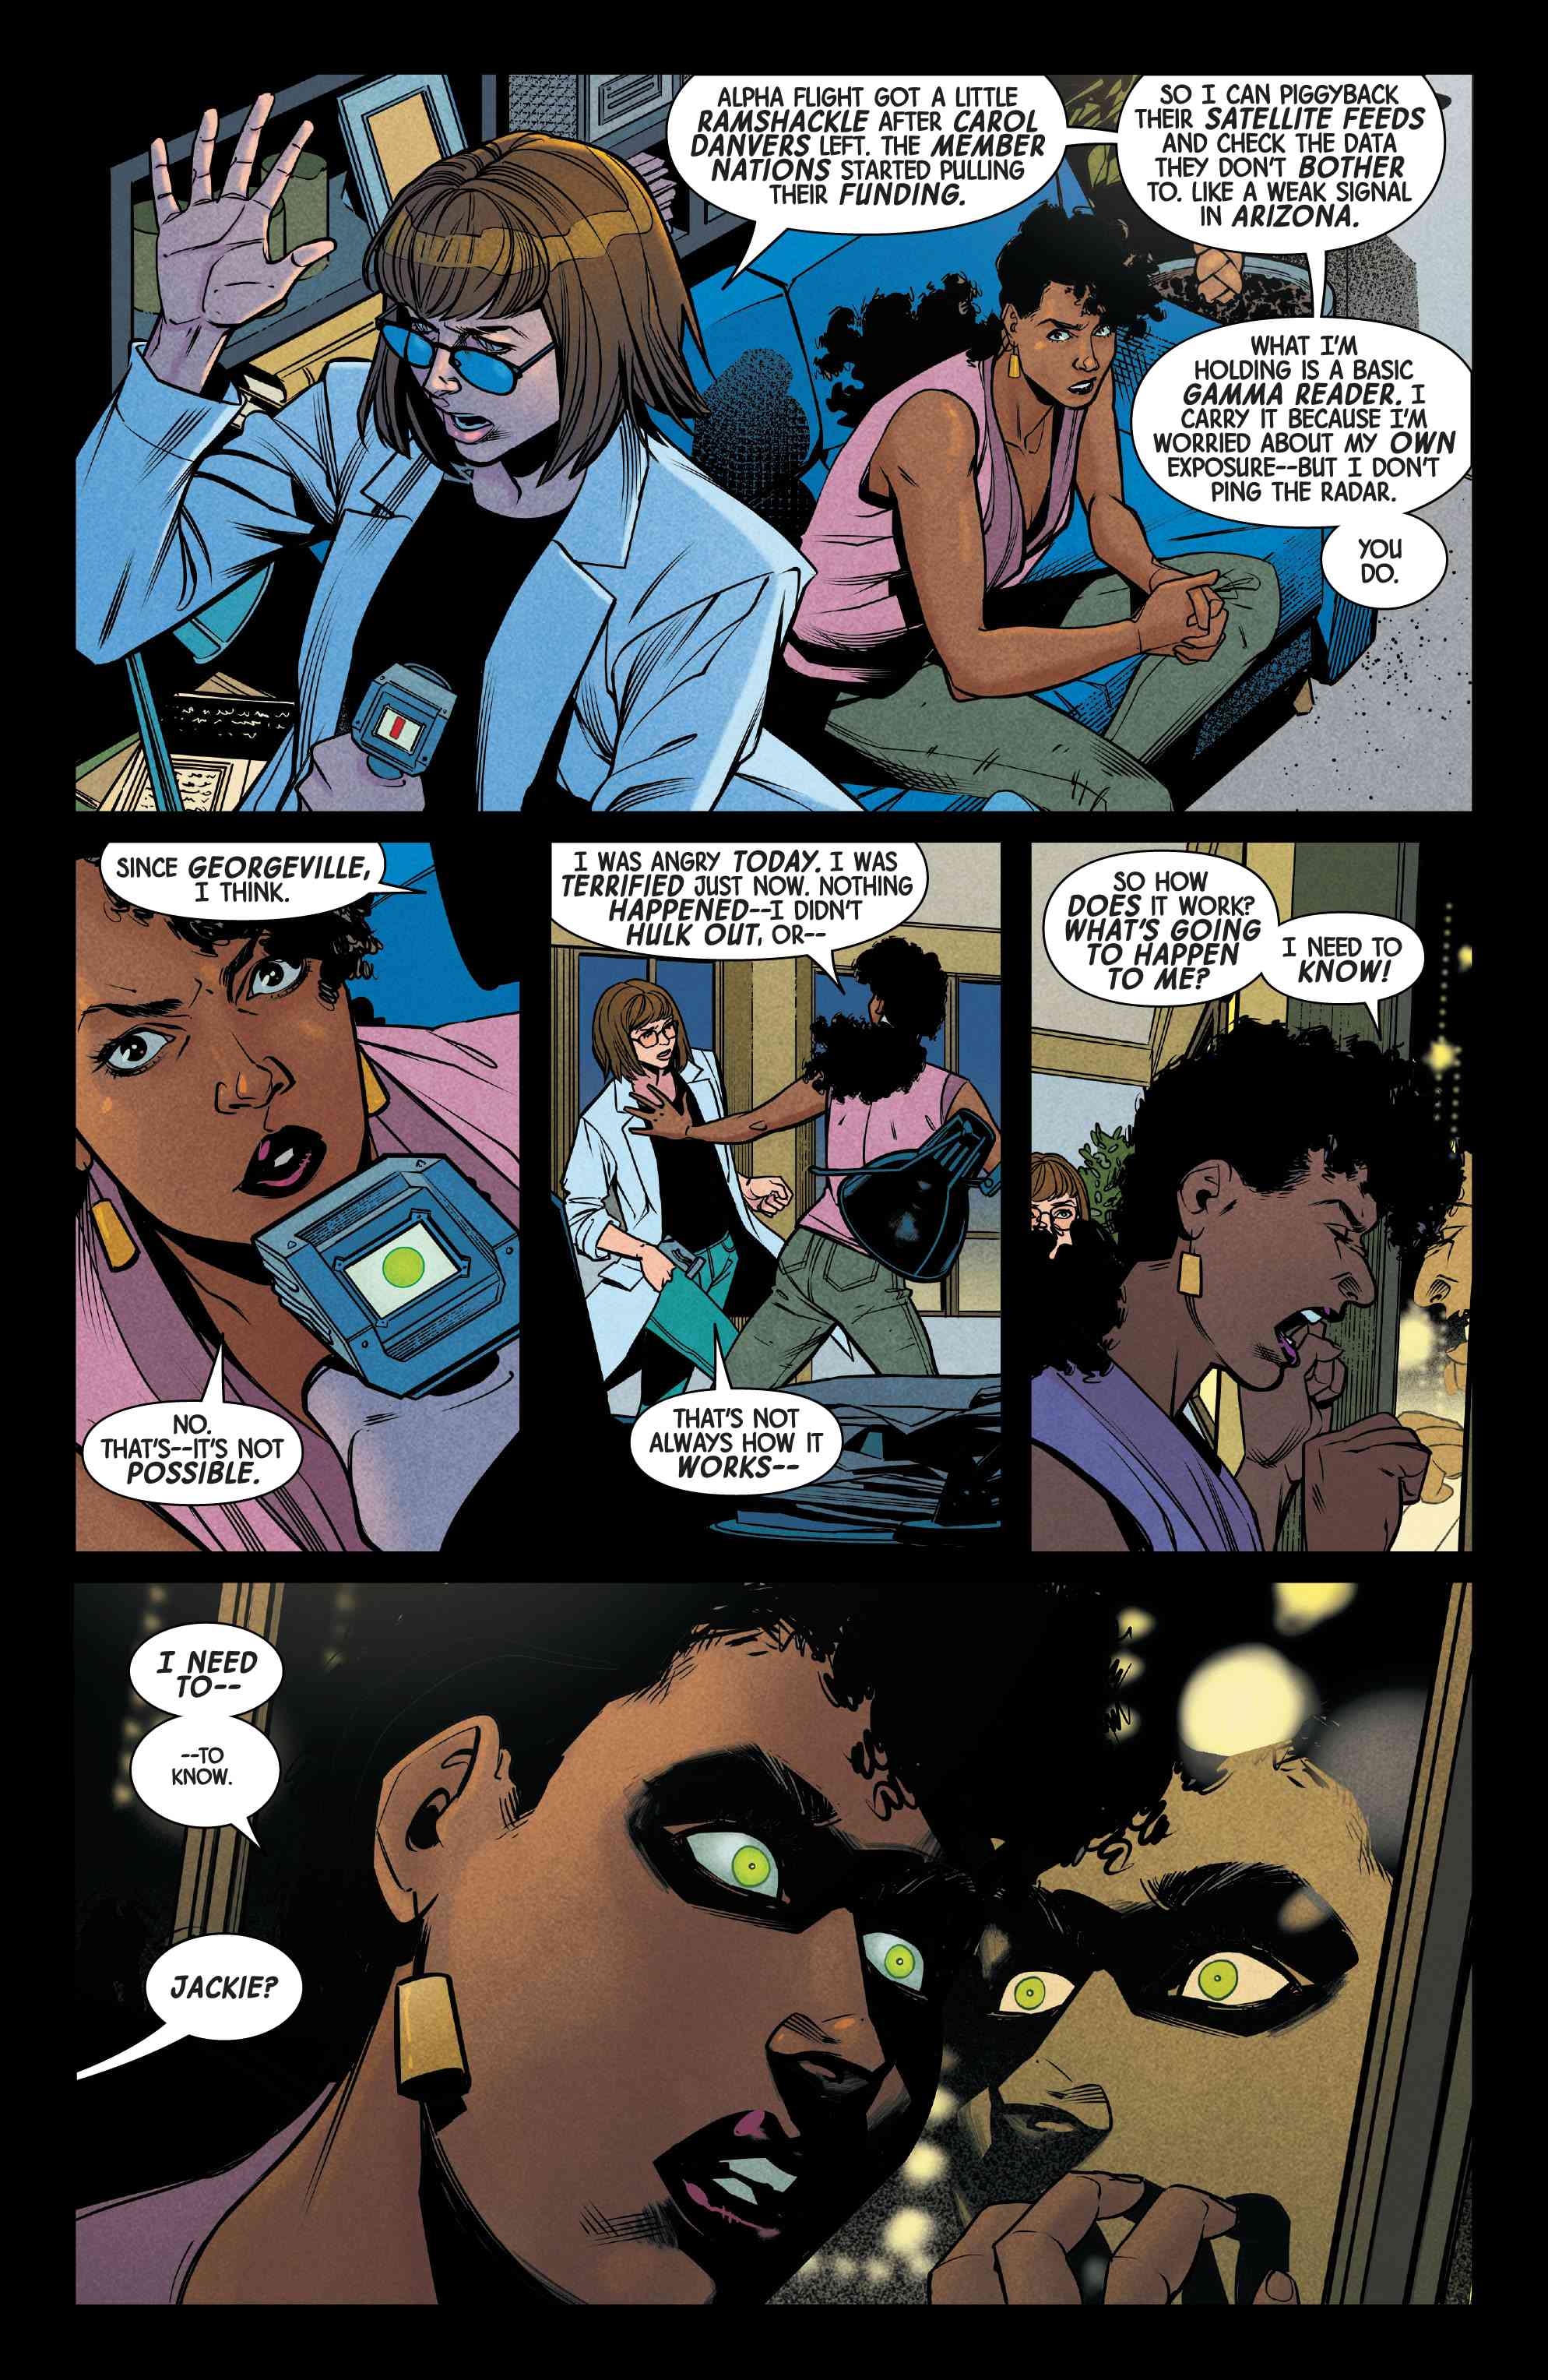 ALPHA FLIGHT GOT A LITTLE
RAMSHACKLE AFTER CAROL
DANVERS LEFT. THE MEMBER
NATIONS STARTED PULLING
THEIR FUNDING.
SO I CAN PIGGYBACK
THEIR SATELLITE FEEDS
AND CHECK THE DATA
THEY DON'T BOTHER
TO. LIKE A WEAK SIGNAL
IN ARIZONA.
WHAT I'M
HOLDING IS A BASIC
GAMMA READER. I
CARRY IT BECAUSE I'M
WORRIED ABOUT MY OWN
EXPOSURE--BUT I DON'T
PING THE RADAR.
YOU
DO.
SINCE GEORGEVILLE,
I THINK.
NO.
THAT'S--IT'S NOT
POSSIBLE.
I WAS ANGRY TODAY. I WAS
TERRIFIED JUST NOW. NOTHING
HAPPENED--I DIDN'T
HULK OUT, OR--
THAT'S NOT
ALWAYS HOW IT
WORKS--
SO HOW
DOES IT WORK?
WHAT'S GOING
TO HAPPEN
TO ME?
I NEED TO
KNOW!
I NEED
TO--
--TO
KNOW.
JACKIE?